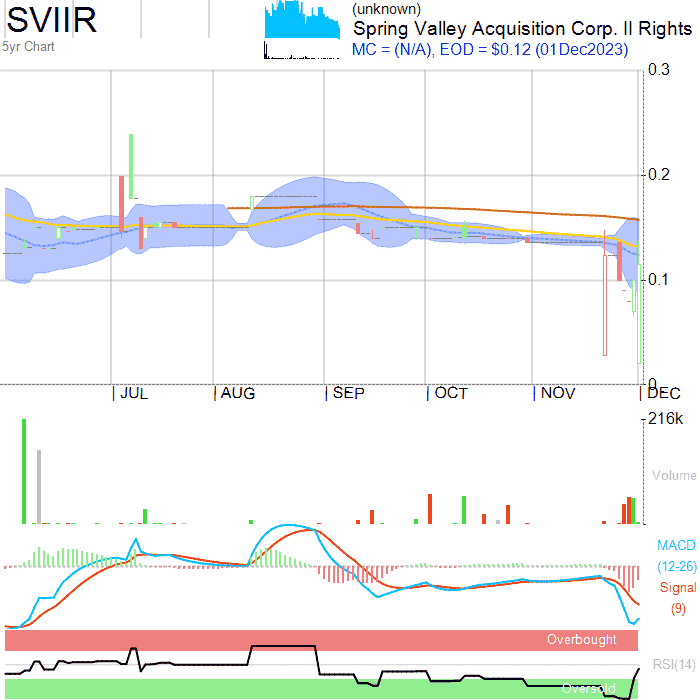 SVIIR
5yr Chart
(unknown)
Spring Valley Acquisition Corp. II Rights
MC = (N/A), EOD = $0.12 (01Dec2023)
0.3
0.2
0.1
0
JUL
AUG
SEP
OCT
NOV
DEC
216k
Volume
MACD
(12-26)
Signal
(9)
Overbought
RSI(14)
Oversold